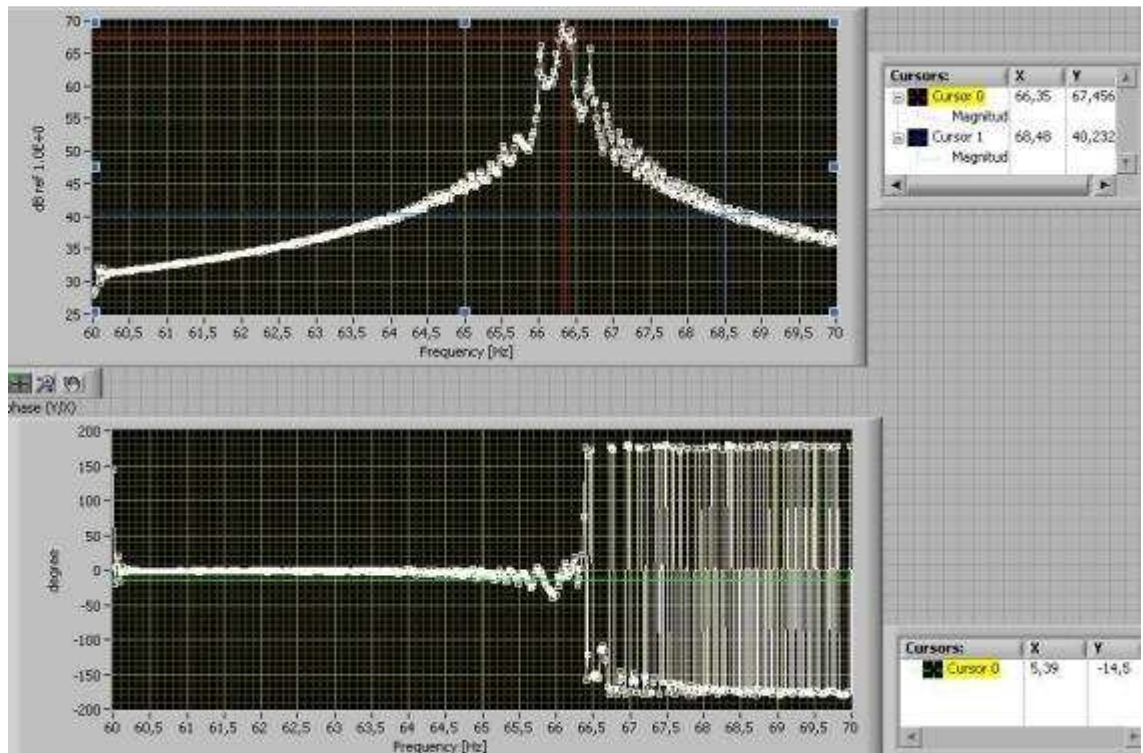 70
65
60
55
50
45
40
35
30
25
dB ref 1.0E+0
60 60,5 61 61,5 62 62,5 63 63,5 64 64,5 65 65,5 66 66,5 67 67,5 68 68,5 69 69,5 70
Frequency [Hz]
Cursors: X Y
Cursor 0 66,35 67,456
Magnitud
Cursor 1 68,48 40,232
Magnitud
phase (Y/X)
200
150
100
50
0
-50
-100
-150
-200
degree
60 60,5 61 61,5 62 62,5 63 63,5 64 64,5 65 65,5 66 66,5 67 67,5 68 68,5 69 69,5 70
Frequency [Hz]
Cursors: X Y
Cursor 0 5,39 -14,5